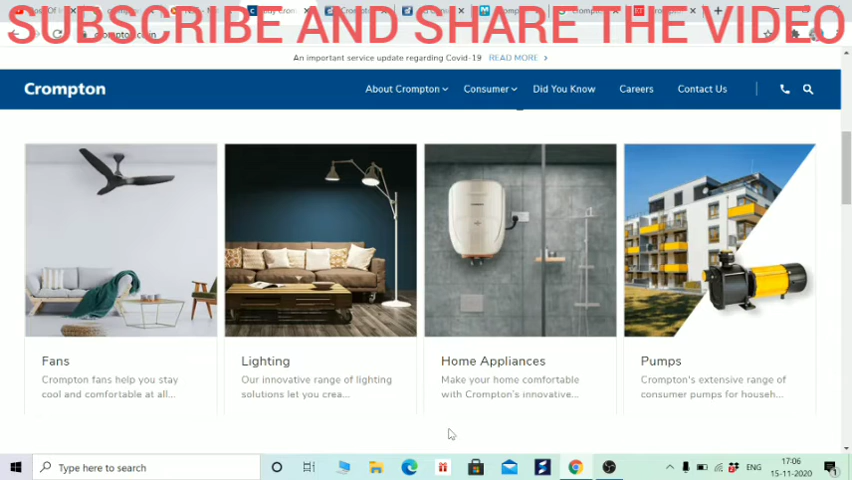 SUBSCRIBE AND SHARE THE VIDEO
An important service update regarding Covid-19 READ MORE >
Crompton About Crompton Consumer Did You Know Careers Contact Us
Fans Lighting Home Appliances Pumps
Crompton fans help you stay
cool and comfortable at all...
Our innovative range of lighting
solutions let you crea...
Make your home comfortable
with Crompton's innovative...
Crompton's extensive range of
consumer pumps for househ...
Type here to search
ENG
17:06
15-11-2020